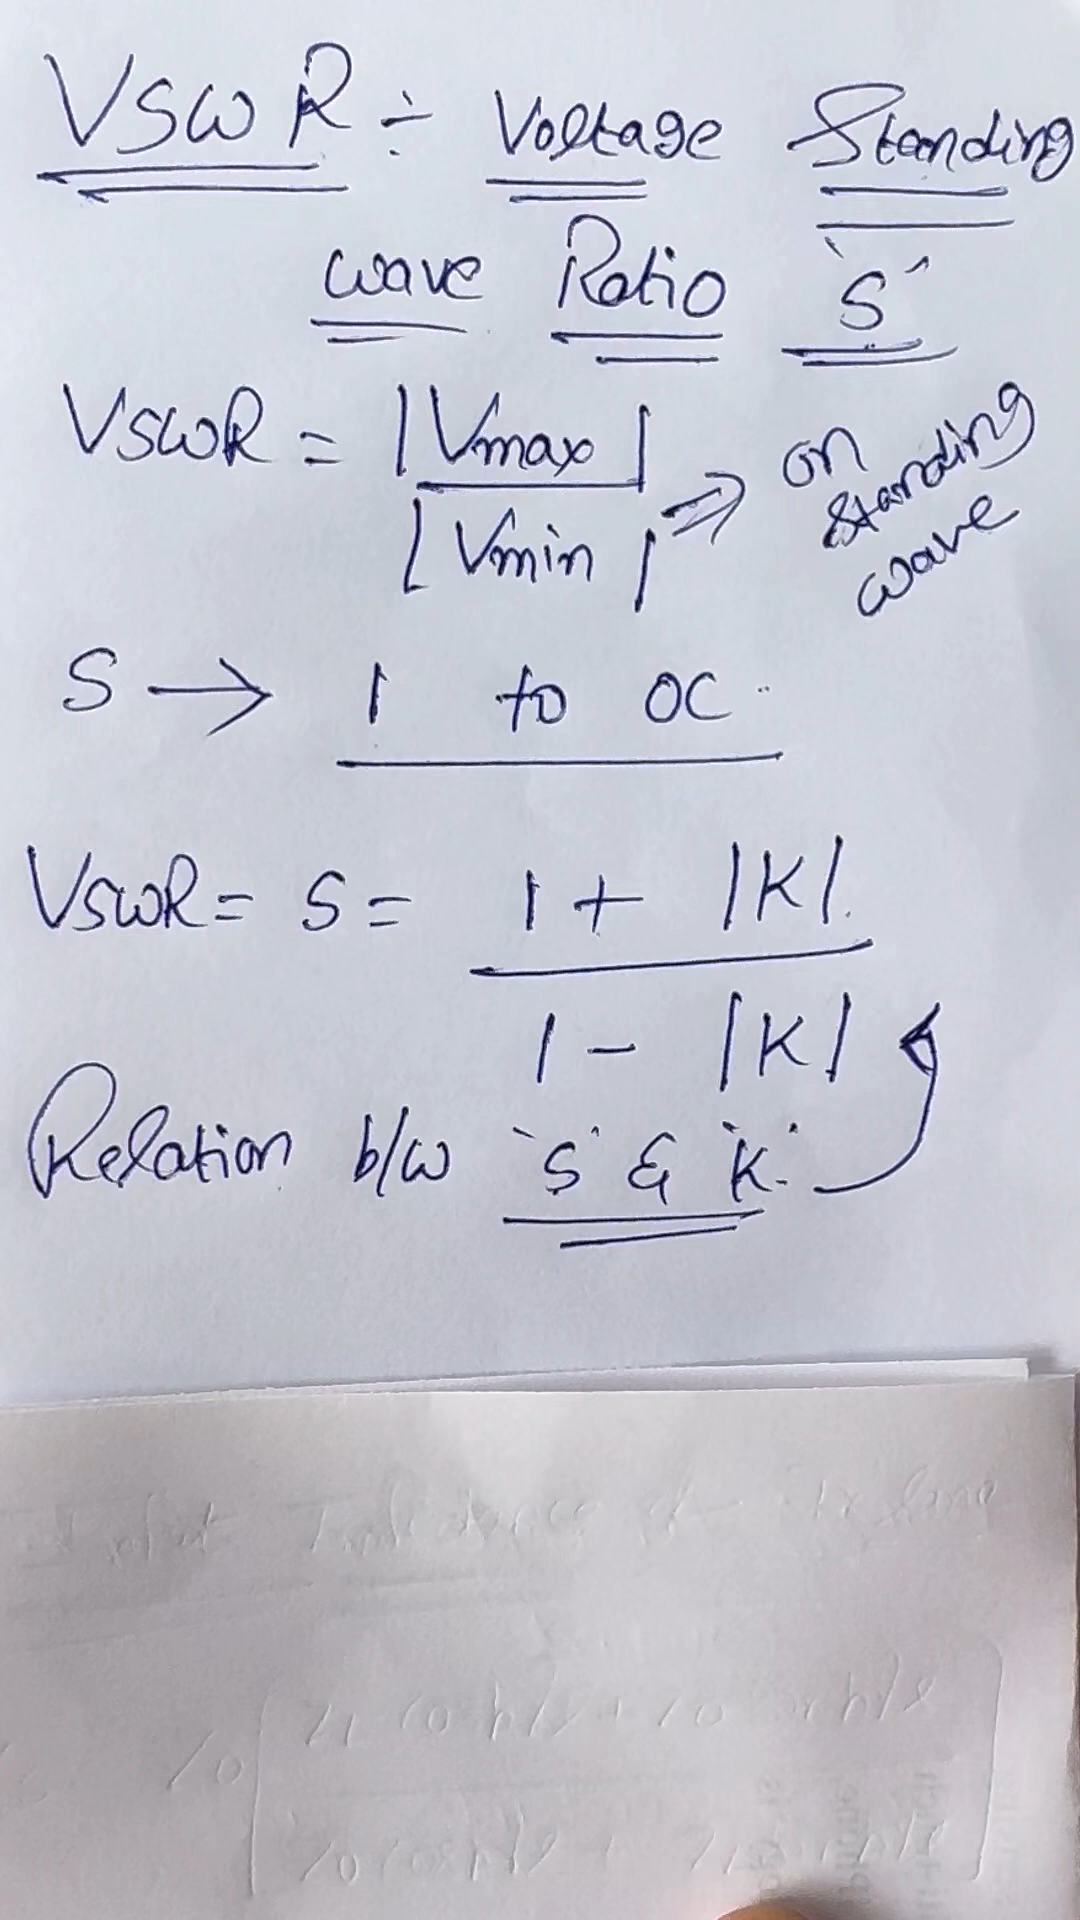 VSWR ÷ Voltage Standing
wave Ratio 'S'
VSWR = |Vmax| / |Vmin| ⇒ on standing wave
S → 1 to ∞
VSWR = S = 1 + |K| / 1 - |K|
Relation b/w 'S' & 'K'